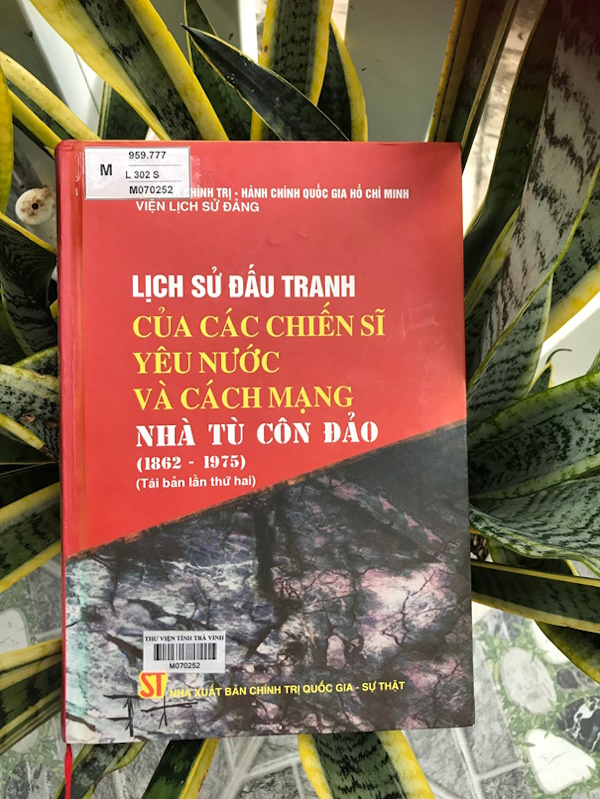 959.777
M
L 302 S
M070252
CHÍNH TRỊ - HÀNH CHÍNH QUỐC GIA HỒ CHÍ MINH
VIỆN LỊCH SỬ ĐẢNG
LỊCH SỬ ĐẤU TRANH
CỦA CÁC CHIẾN SĨ
YÊU NƯỚC
VÀ CÁCH MẠNG
NHÀ TÙ CÔN ĐẢO
(1862 - 1975)
(Tái bản lần thứ hai)
THƯ VIỆN TỈNH TRÀ VINH
M070252
ST
NHÀ XUẤT BẢN CHÍNH TRỊ QUỐC GIA - SỰ THẬT